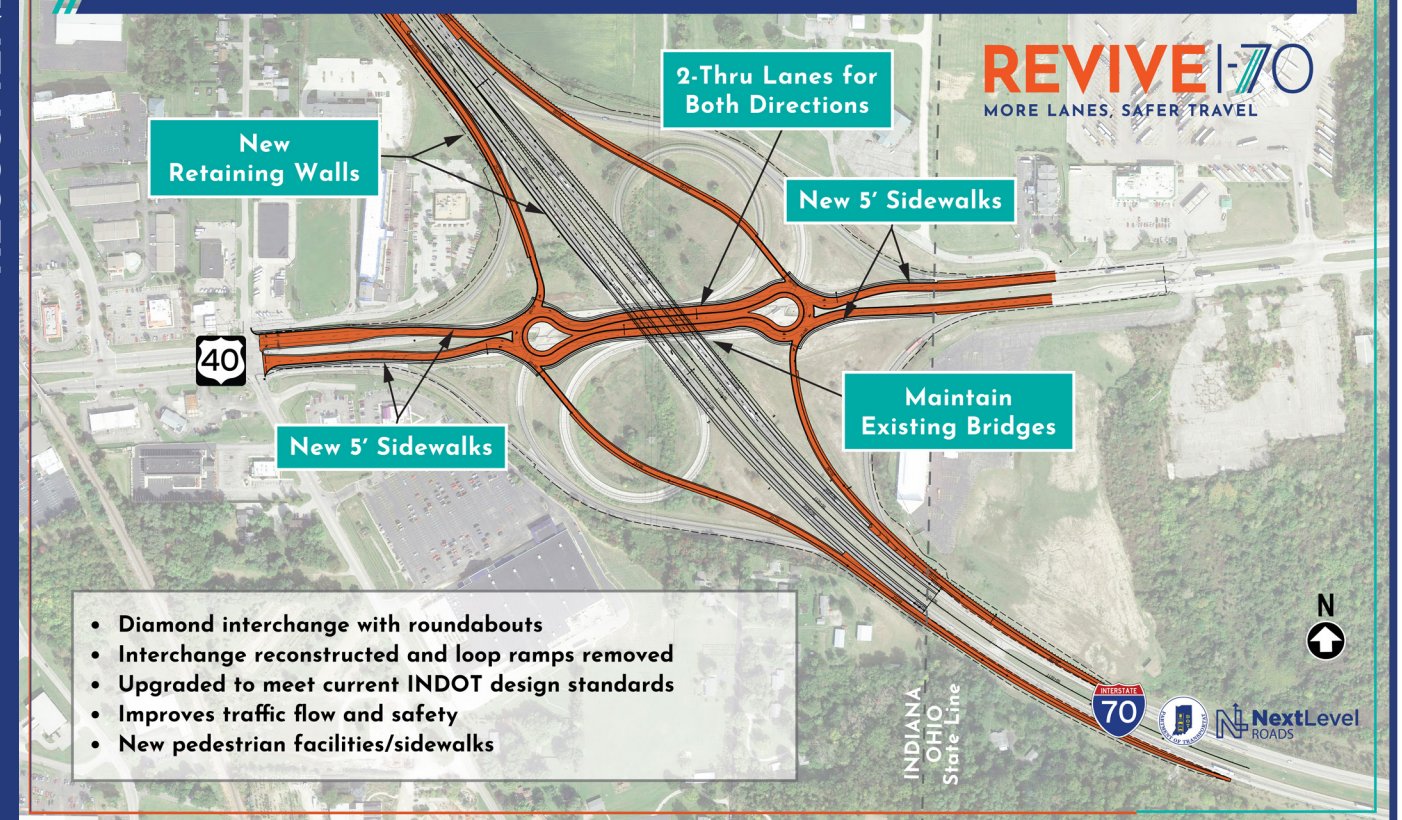 REVIVE I-70
MORE LANES, SAFER TRAVEL
2-Thru Lanes for
Both Directions
New
Retaining Walls
New 5' Sidewalks
40
Maintain
Existing Bridges
New 5' Sidewalks
Diamond interchange with roundabouts
Interchange reconstructed and loop ramps removed
Upgraded to meet current INDOT design standards
Improves traffic flow and safety
New pedestrian facilities/sidewalks
N
INDIANA
OHIO
State Line
INTERSTATE
70
NextLevel
ROADS